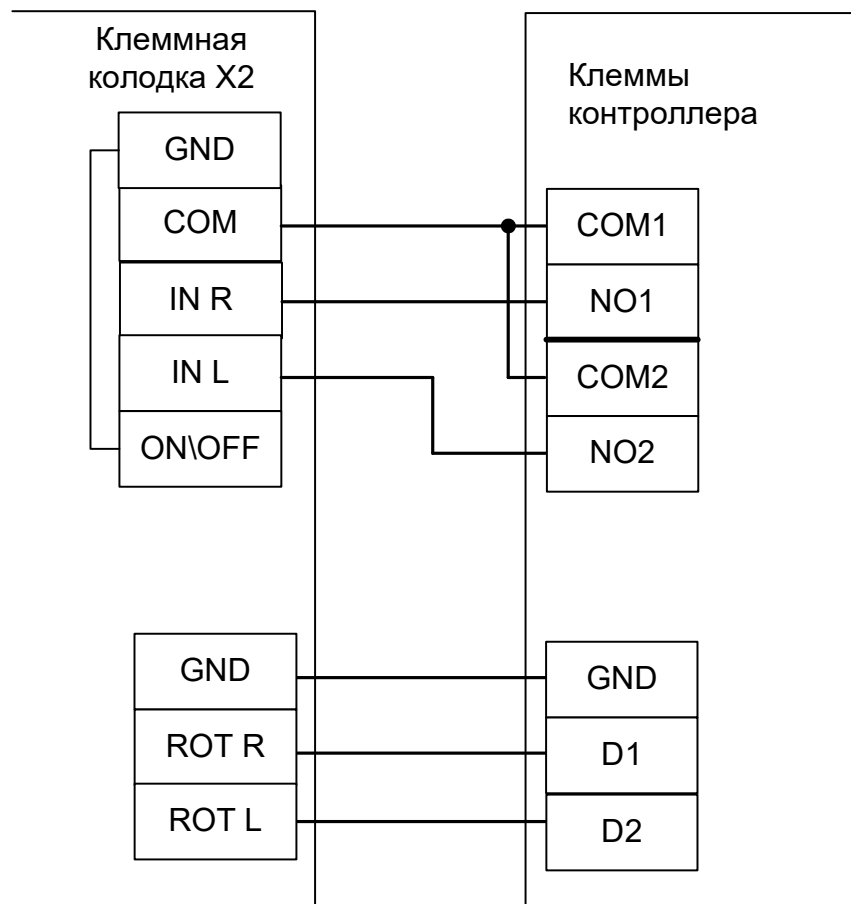 Клеммная
колодка X2
GND
COM
IN R
IN L
ON\OFF
GND
ROT R
ROT L
Клеммы
контроллера
COM1
NO1
COM2
NO2
GND
D1
D2